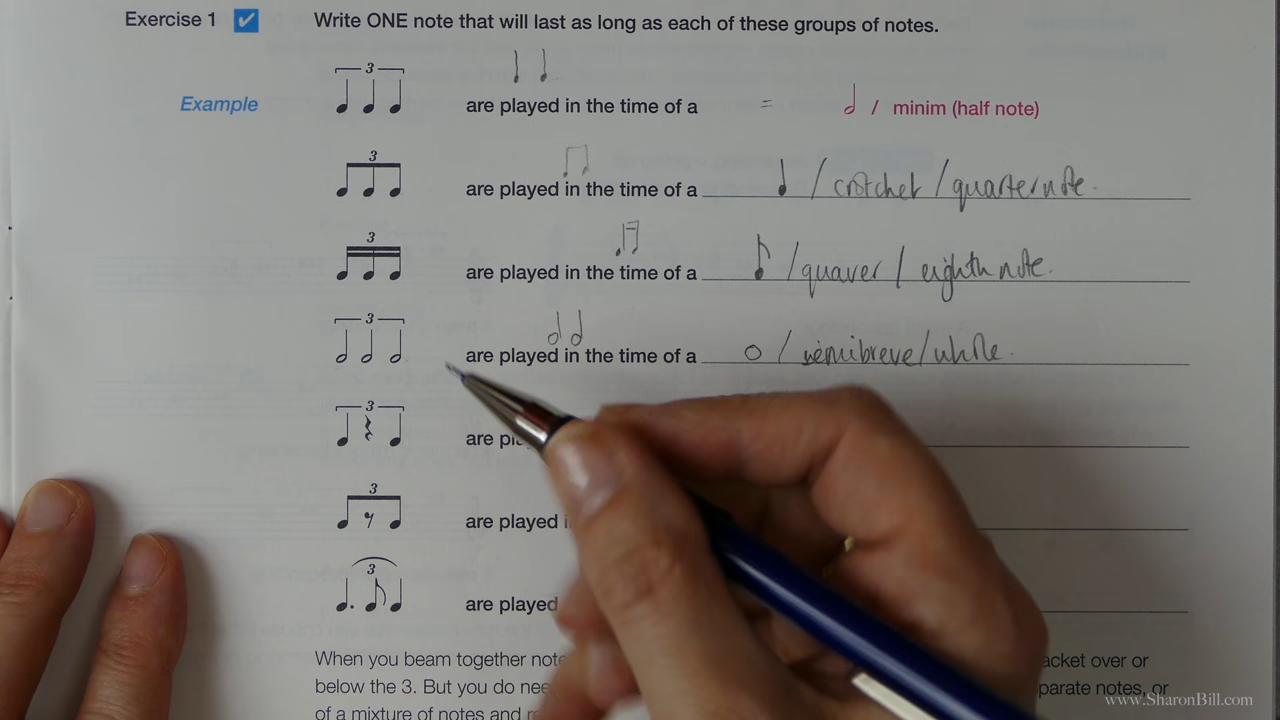 Exercise 1 Write ONE note that will last as long as each of these groups of notes.
3
Example are played in the time of a = / minim (half note)
3
are played in the time of a / crotchet / quarter note.
3
are played in the time of a / quaver / eighth note.
3
are played in the time of a / semibreve / whole.
3
are
3
are played
3
are played
When you beam together acket over or
below the 3. But you do parate notes, or
of a mixture of notes and
www.SharonBill.com